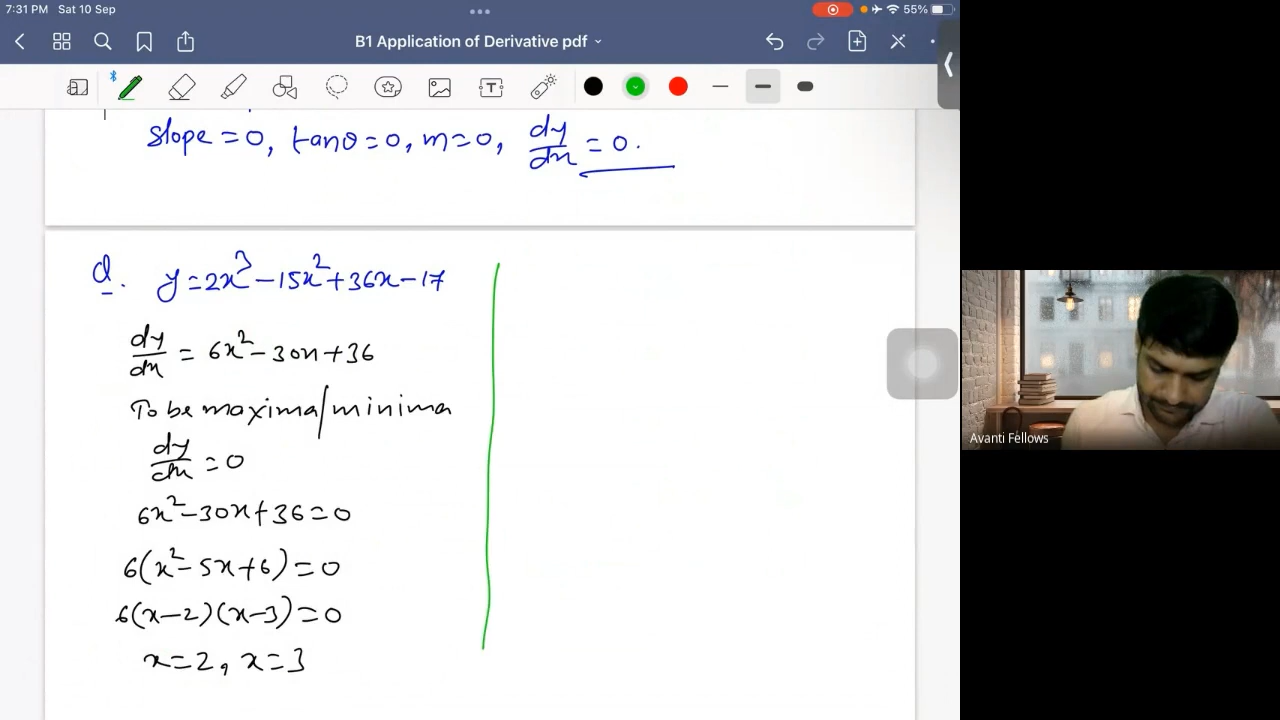 7:31 PM Sat 10 Sep
55%
B1 Application of Derivative pdf
T
Slope = 0, tanθ = 0, m = 0, dy/dx = 0.
Q. y = 2x³ - 15x² + 36x - 17
dy/dx = 6x² - 30x + 36
To be maxima/minima
dy/dx = 0
6x² - 30x + 36 = 0
6(x² - 5x + 6) = 0
6(x - 2)(x - 3) = 0
x = 2, x = 3
Avanti Fellows